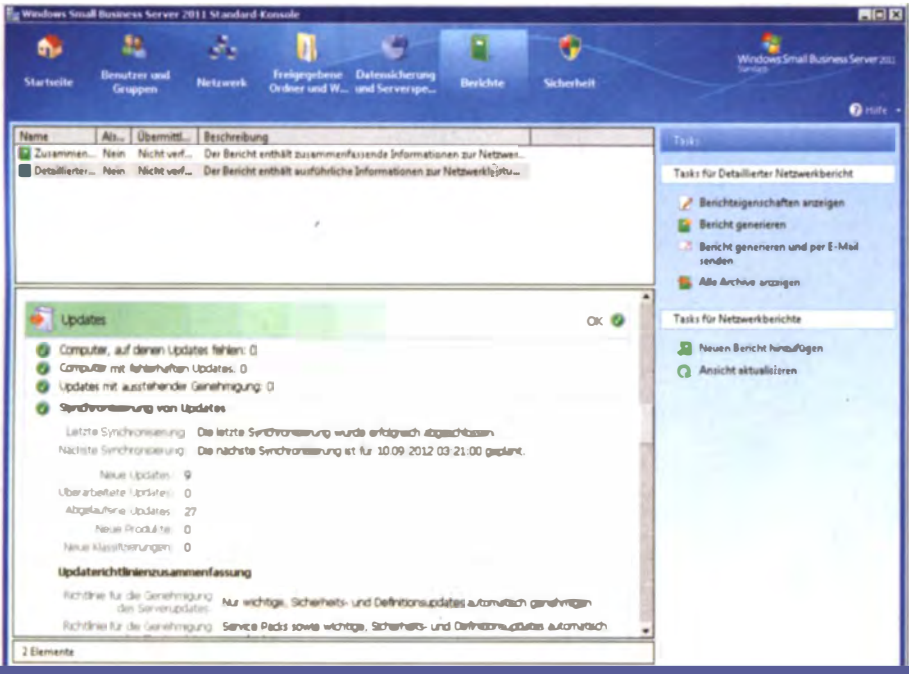 Windows Small Business Server 2011 Standard-Konsole
Startseite
Benutzer und
Gruppen
Netzwerk
Freigegebene
Ordner und W...
Datensicherung
und Serverspe...
Berichte
Sicherheit
Windows Small Business Server 2011
Standard
Hilfe
Name Als... Übermittl... Beschreibung
Zusammen... Nein Nicht verf... Der Bericht enthält zusammenfassende Informationen zur Netzwer...
Detaillierter... Nein Nicht verf... Der Bericht enthält ausführliche Informationen zur Netzwerkleistu...
Updates OK
Computer, auf denen Updates fehlen: 0
Computer mit fehlerhaften Updates: 0
Updates mit ausstehender Genehmigung: 0
Synchronisierung von Updates
Letzte Synchronisierung: Die letzte Synchronisierung wurde erfolgreich abgeschlossen.
Nächste Synchronisierung: Die nächste Synchronisierung ist für 10.09.2012 03:21:00 geplant.
Neue Updates: 9
Überarbeitete Updates: 0
Abgelaufene Updates: 27
Neue Produkte: 0
Neue Klassifizierungen: 0
Updaterichtlinienzusammenfassung
Richtlinie für die Genehmigung
des Serverupdates:
Nur wichtige, Sicherheits- und Definitionsupdates automatisch genehmigen
Richtlinie für die Genehmigung Service Packs sowie wichtige, Sicherheits- und Definitionsupdates automatisch
2 Elemente
Tasks
Tasks für Detaillierter Netzwerkbericht
Berichteigenschaften anzeigen
Bericht generieren
Bericht generieren und per E-Mail
senden
Alle Archive anzeigen
Tasks für Netzwerkberichte
Neuen Bericht hinzufügen
Ansicht aktualisieren